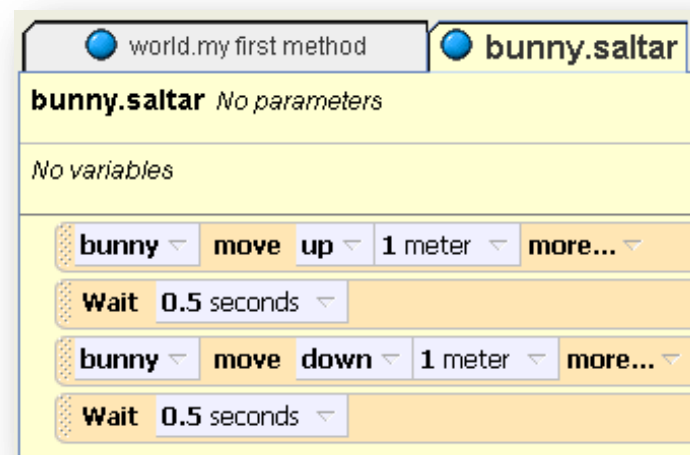 world.my first method bunny.saltar
bunny.saltar No parameters
No variables
bunny move up 1 meter more...
Wait 0.5 seconds
bunny move down 1 meter more...
Wait 0.5 seconds